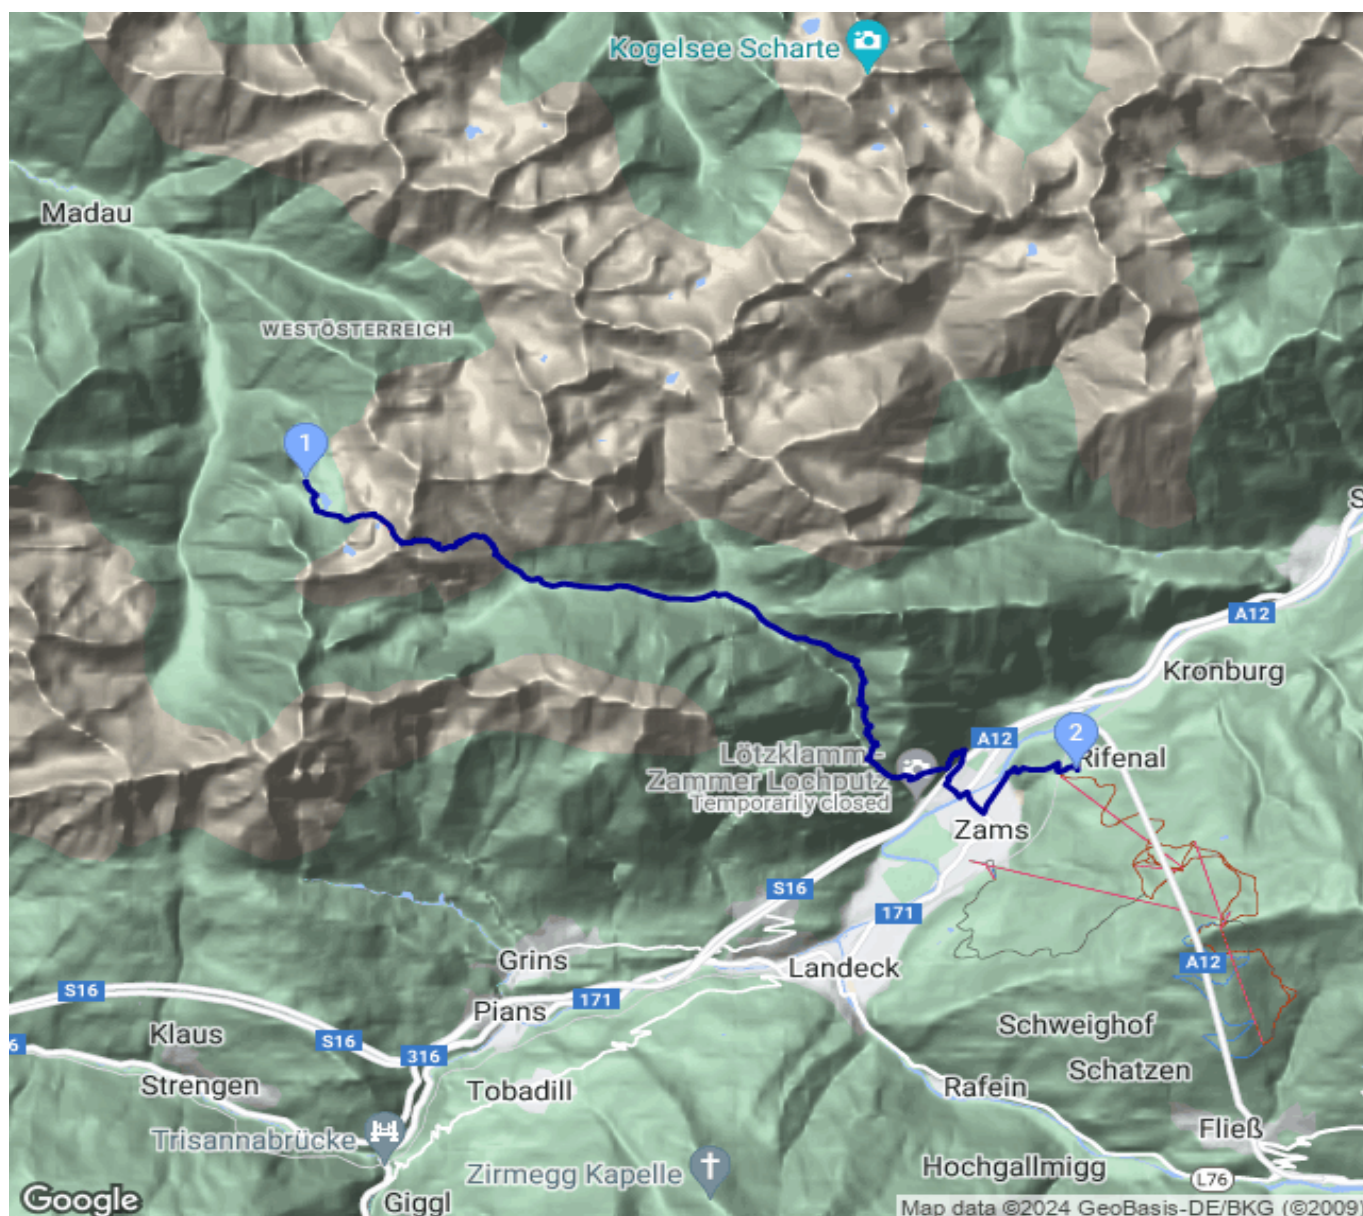 Kogelsee Scharte
Madau
WESTÖSTERREICH
1
S
A12
Kronburg
A12
2
Rifenal
Lötzklamm -
Zammer Lochputz
Temporarily closed
Zams
S16
171
Grins
Landeck
A12
S16
171
Pians
Klaus
S16
Schweighof
6
316
Schatzen
Strengen
Tobadill
Rafein
Trisannabrücke
Fließ
Zirmegg Kapelle
Hochgallmigg
L76
Google
Giggl
Map data ©2024 GeoBasis-DE/BKG (©2009)